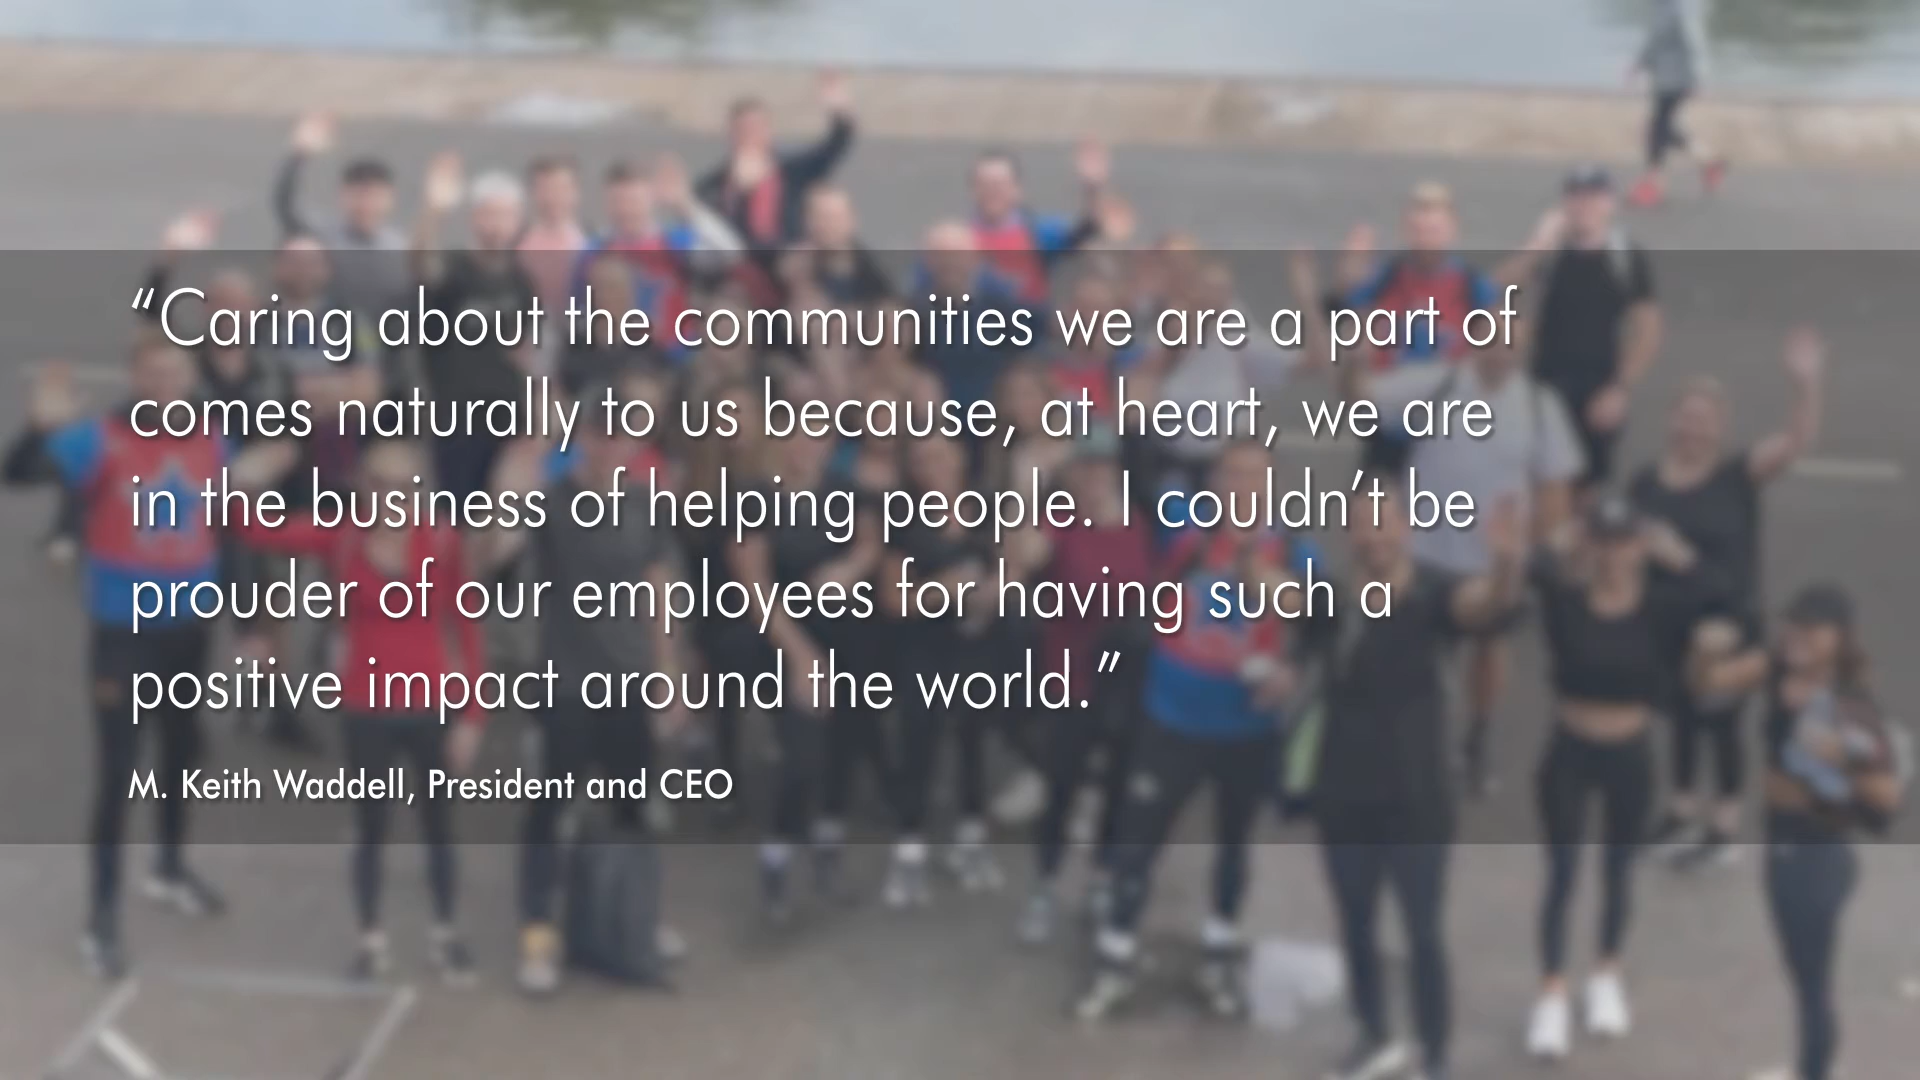 “Caring about the communities we are a part of
comes naturally to us because, at heart, we are
in the business of helping people. I couldn’t be
prouder of our employees for having such a
positive impact around the world.”
M. Keith Waddell, President and CEO